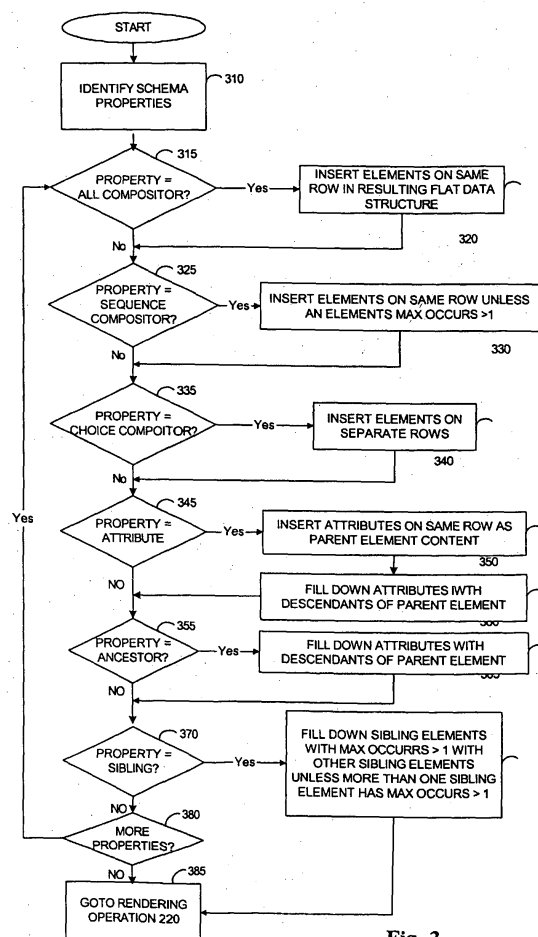 START
310
IDENTIFY SCHEMA
PROPERTIES
315
PROPERTY =
ALL COMPOSITOR?
Yes
INSERT ELEMENTS ON SAME
ROW IN RESULTING FLAT DATA
STRUCTURE
320
No
325
PROPERTY =
SEQUENCE
COMPOSITOR?
Yes
INSERT ELEMENTS ON SAME ROW UNLESS
AN ELEMENTS MAX OCCURS >1
330
No
335
PROPERTY =
CHOICE COMPOITOR?
Yes
INSERT ELEMENTS ON
SEPARATE ROWS
340
No
345
PROPERTY =
ATTRIBUTE
Yes
INSERT ATTRIBUTES ON SAME ROW AS
PARENT ELEMENT CONTENT
350
Yes
NO
FILL DOWN ATTRIBUTES IWTH
DESCENDANTS OF PARENT ELEMENT
355
PROPERTY =
ANCESTOR?
Yes
FILL DOWN ATTRIBUTES WITH
DESCENDANTS OF PARENT ELEMENT
NO
370
PROPERTY =
SIBLING?
Yes
FILL DOWN SIBLING ELEMENTS
WITH MAX OCCURRS > 1 WITH
OTHER SIBLING ELEMENTS
UNLESS MORE THAN ONE SIBLING
ELEMENT HAS MAX OCCURS > 1
NO
380
MORE
PROPERTIES?
NO
385
GOTO RENDERING
OPERATION 220